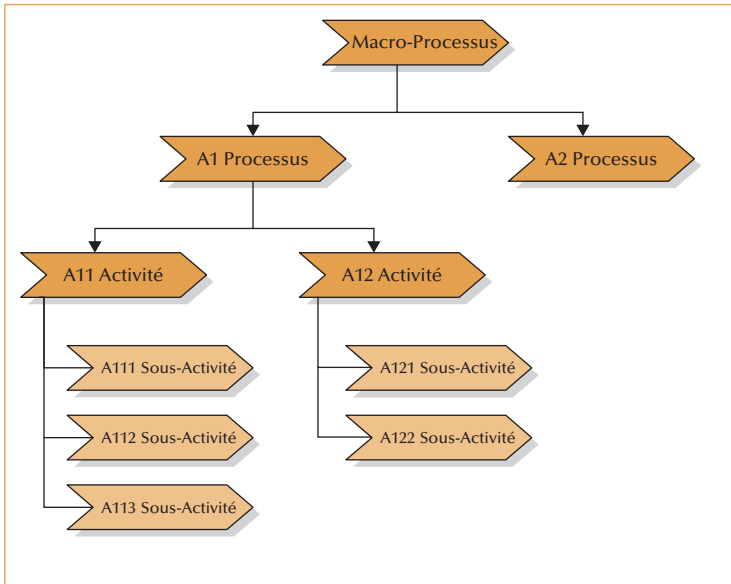 Macro-Processus
A1 Processus
A2 Processus
A11 Activité
A12 Activité
A111 Sous-Activité
A121 Sous-Activité
A112 Sous-Activité
A122 Sous-Activité
A113 Sous-Activité